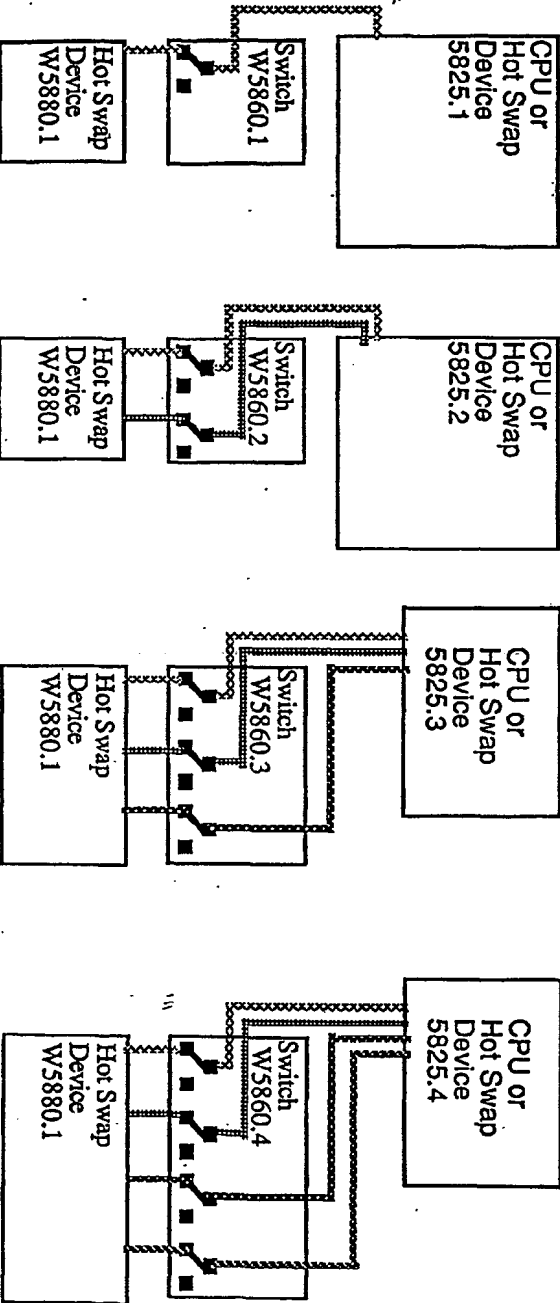 CPU or
Hot Swap
Device
5825.1
Switch
W5860.1
Hot Swap
Device
W5880.1
CPU or
Hot Swap
Device
5825.2
Switch
W5860.2
Hot Swap
Device
W5880.1
CPU or
Hot Swap
Device
5825.3
Switch
W5860.3
Hot Swap
Device
W5880.1
CPU or
Hot Swap
Device
5825.4
Switch
W5860.4
Hot Swap
Device
W5880.1